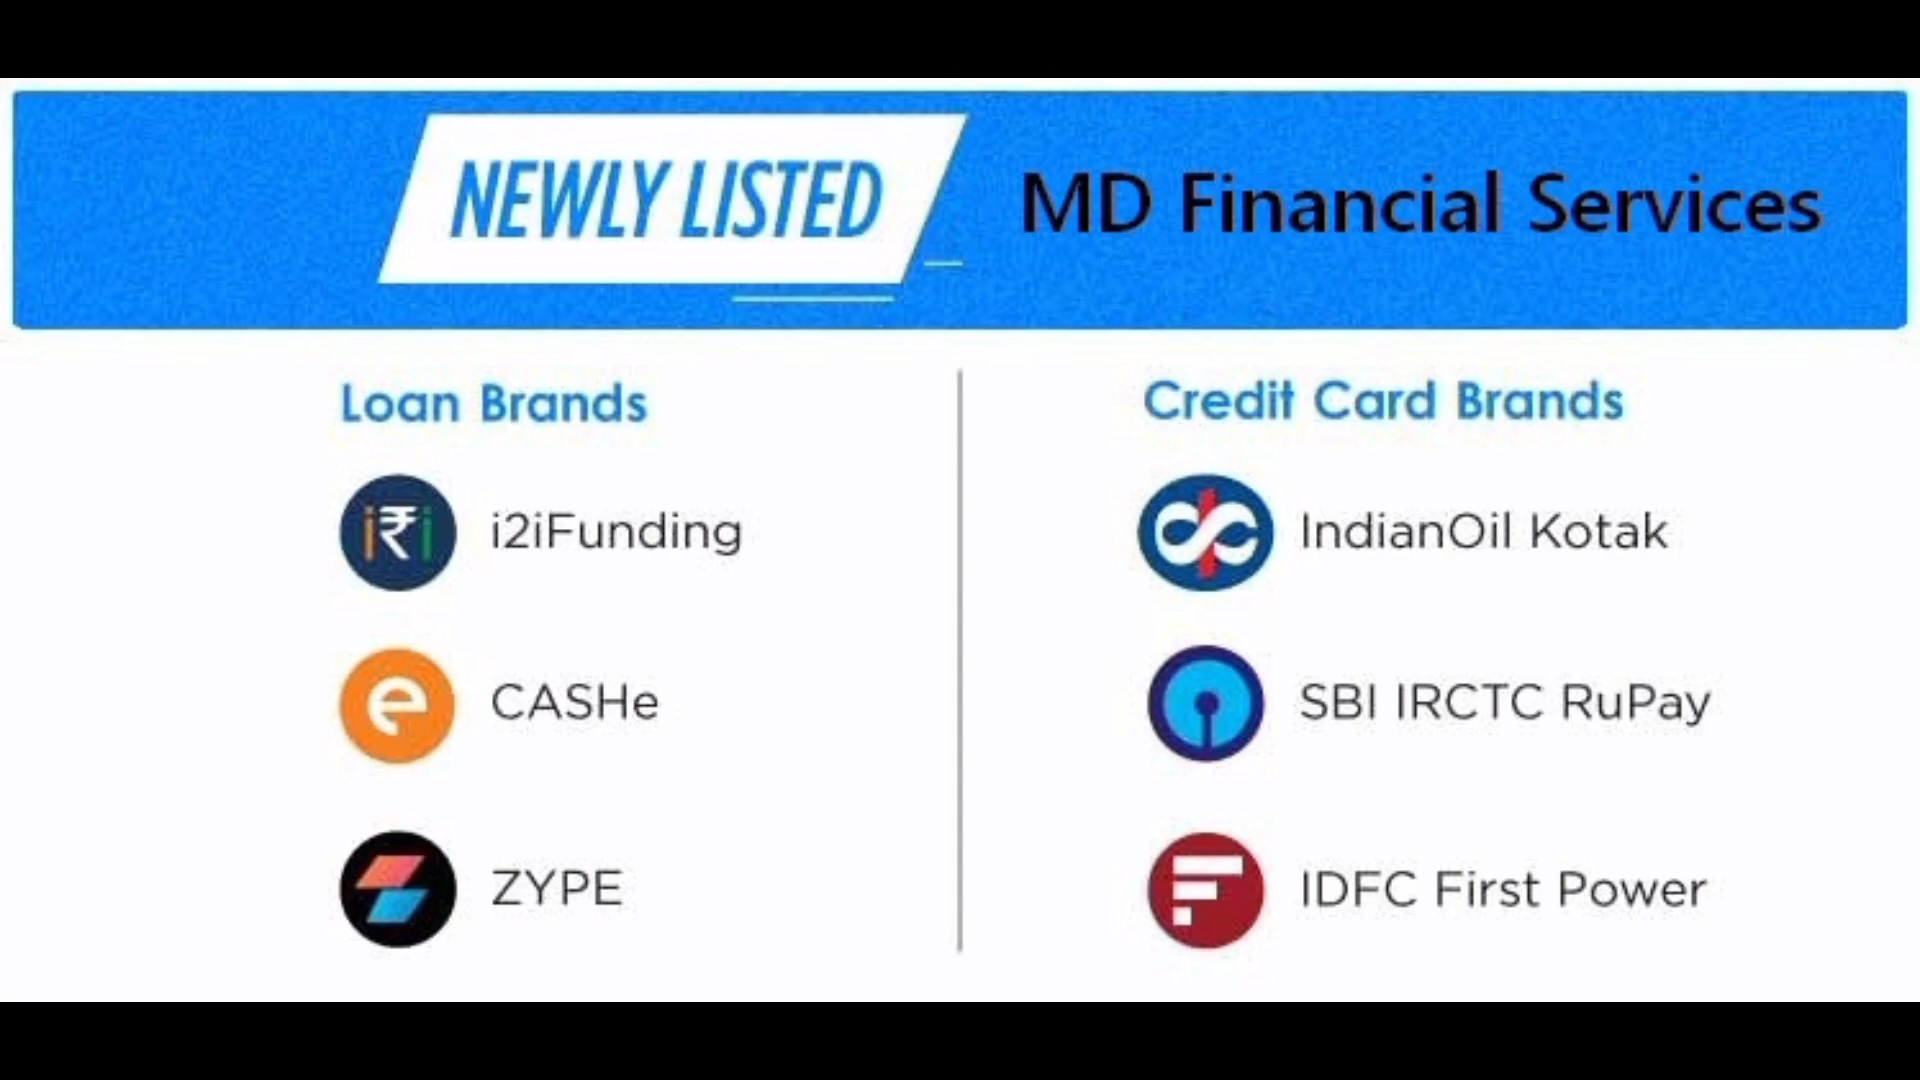 NEWLY LISTED
MD Financial Services
Loan Brands
i2iFunding
CASHe
ZYPE
Credit Card Brands
IndianOil Kotak
SBI IRCTC RuPay
IDFC First Power